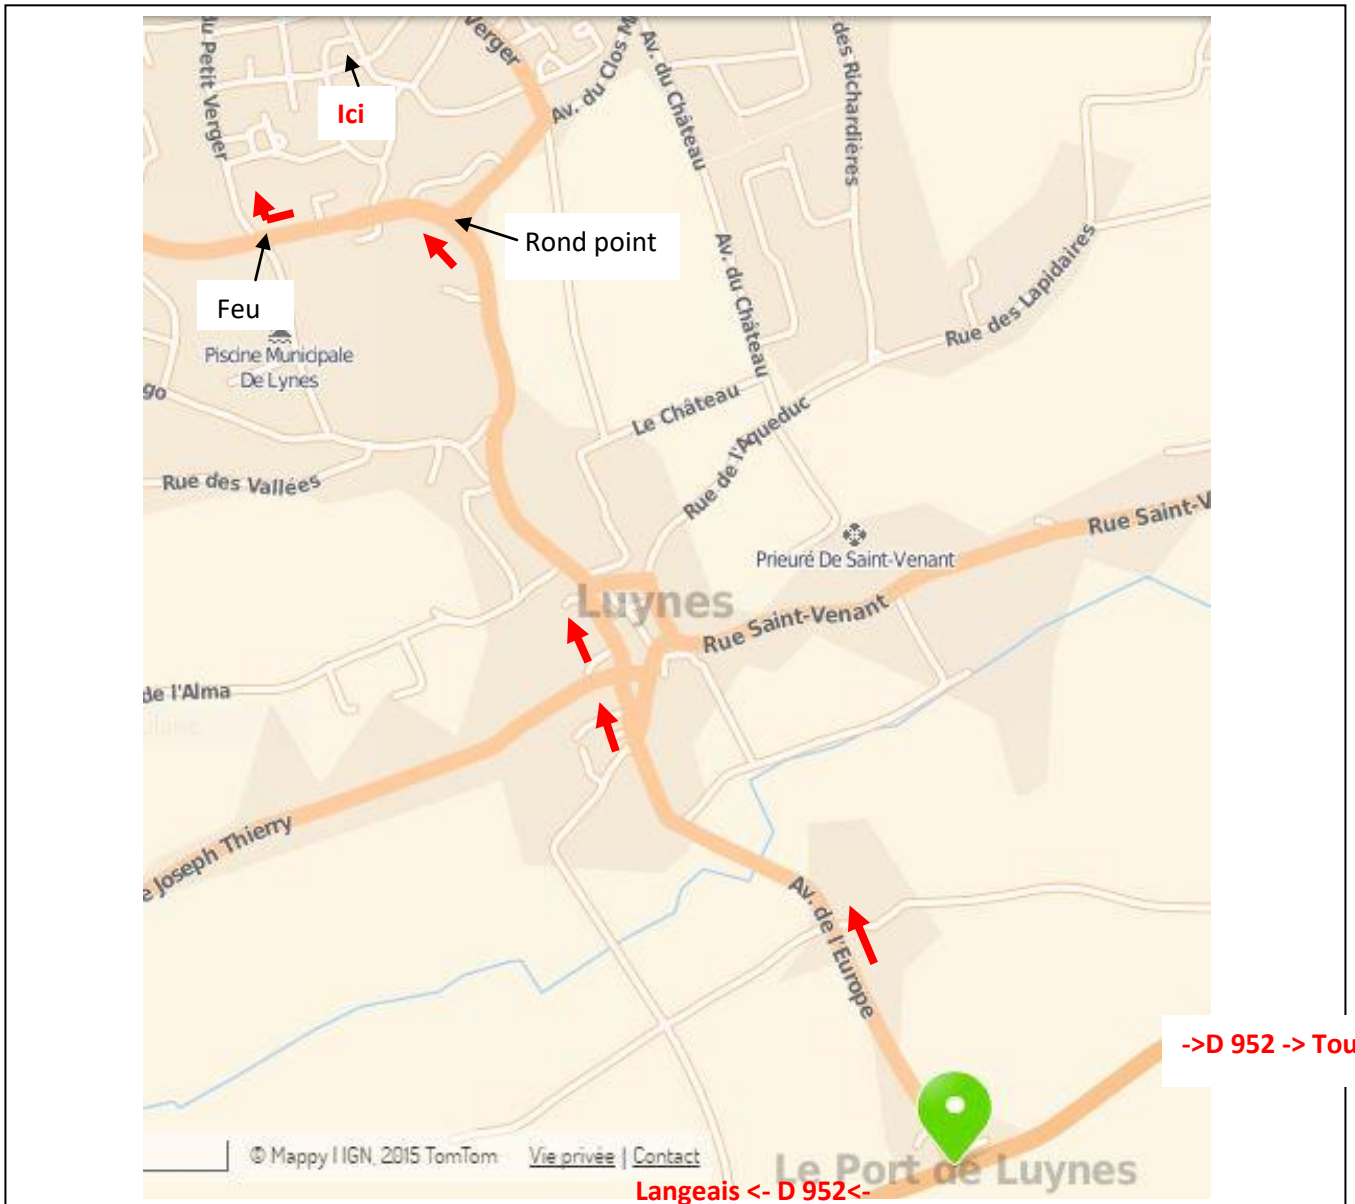 du Petit Verger
Verger
Av. du Clos M
Av. du Château
des Richardières
Ici
Rond point
Feu
Av. du Château
Rue des Lapidaires
Piscine Municipale
De Lynes
go
Le Château
Rue de l'Aqueduc
Rue des Vallées
Rue Saint-V
Prieuré De Saint-Venant
Luynes
Rue Saint-Venant
de l'Alma
e Joseph Thierry
Av. de l'Europe
->D 952 -> Tou
© Mappy I IGN, 2015 TomTom Vie privée | Contact
Le Port de Luynes
Langeais <- D 952<-